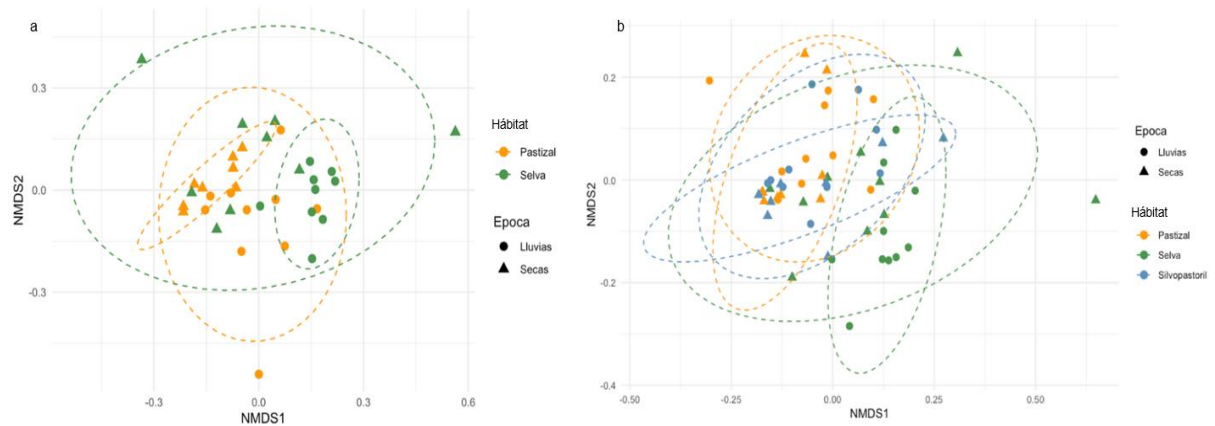 a
0.3
0.0
-0.3
NMDS2
-0.3
0.0
0.3
0.6
NMDS1
Hábitat
Pastizal
Selva
Epoca
Lluvias
Secas
b
0.2
0.0
-0.2
-0.4
NMDS2
-0.50
-0.25
0.00
0.25
0.50
NMDS1
Epoca
Lluvias
Secas
Hábitat
Pastizal
Selva
Silvopastoril